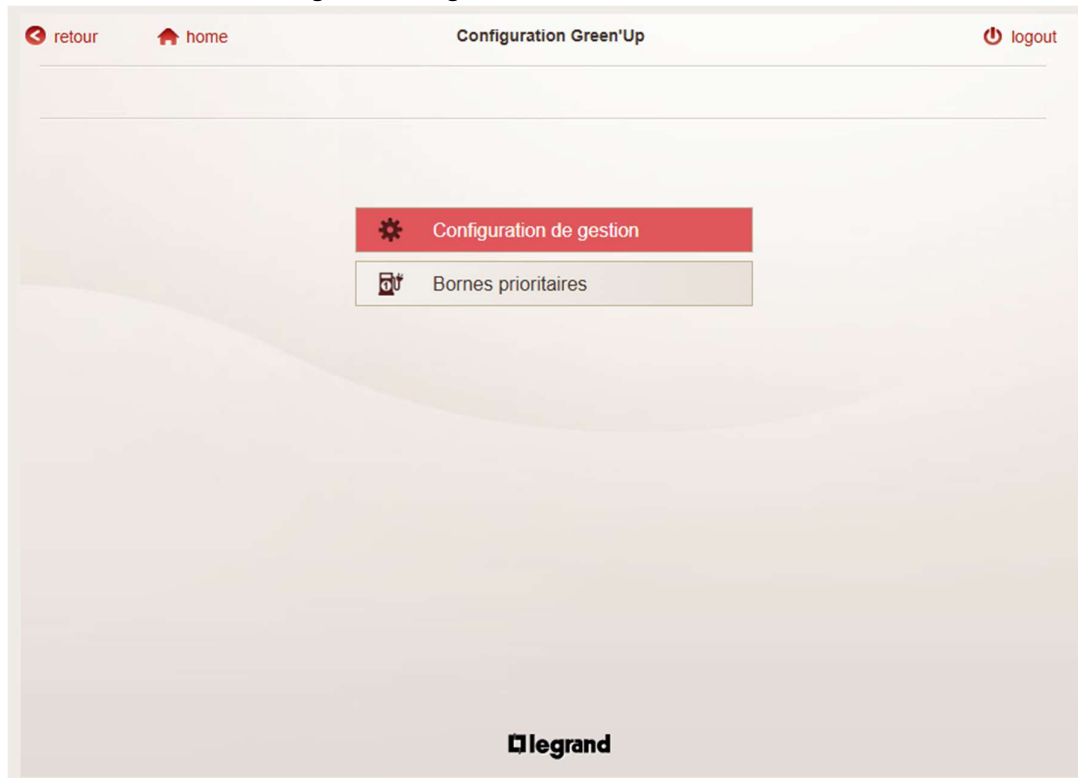 retour home Configuration Green'Up logout
Configuration de gestion
Bornes prioritaires
legrand